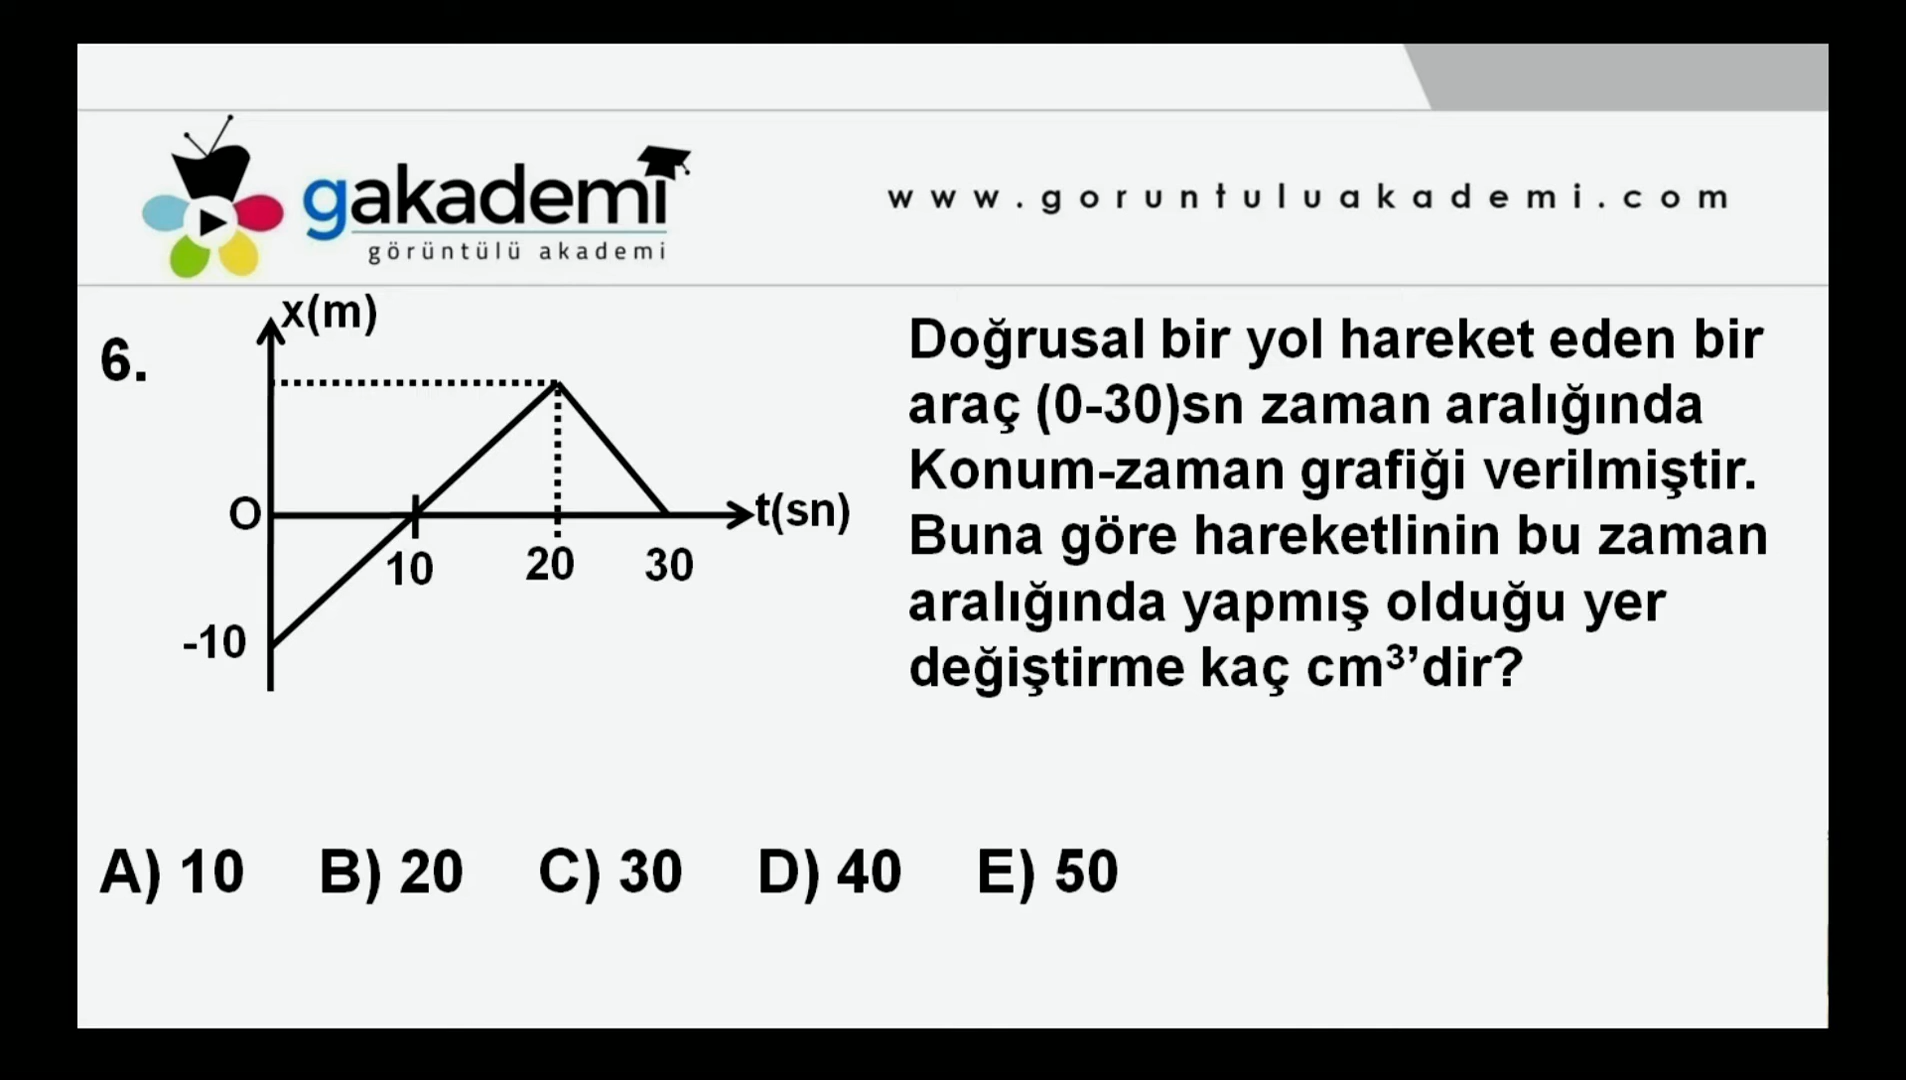 gakademi
görüntülü akademi
www.goruntuluakademi.com
6.
x(m)
O
10
20
30
t(sn)
-10
Doğrusal bir yol hareket eden bir
araç (0-30)sn zaman aralığında
Konum-zaman grafiği verilmiştir.
Buna göre hareketlinin bu zaman
aralığında yapmış olduğu yer
değiştirme kaç cm³’dir?
A) 10 B) 20 C) 30 D) 40 E) 50